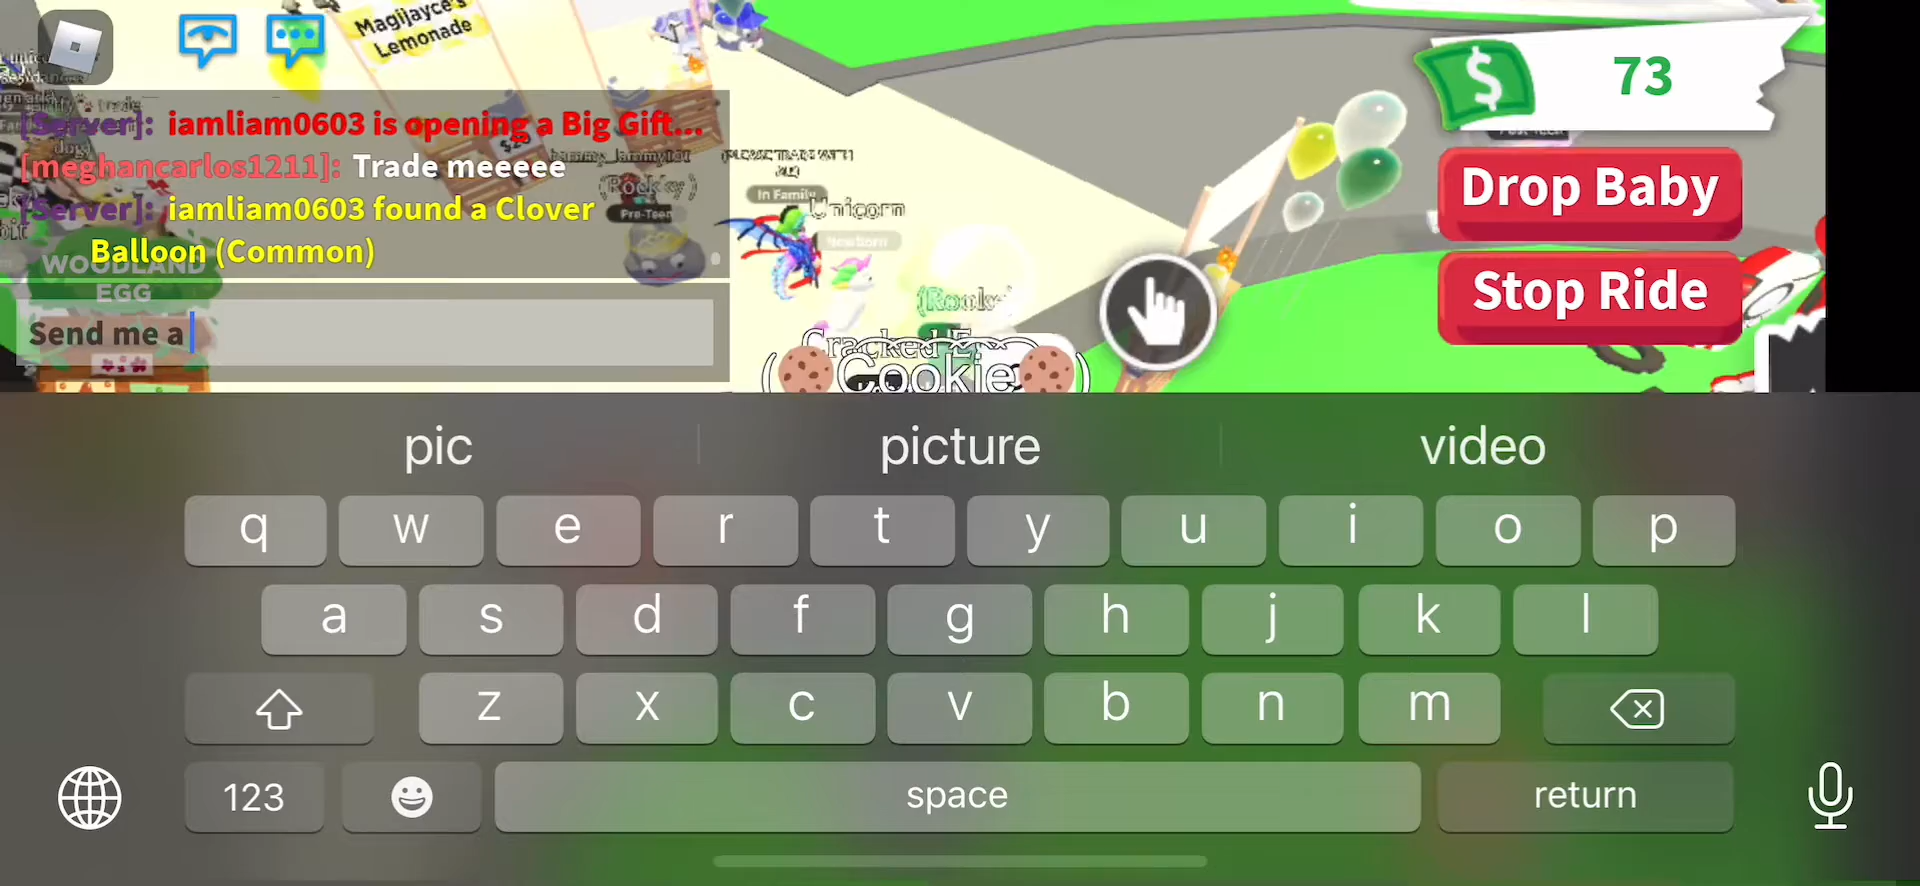 Magijayce's
Lemonade
73
[Server]: iamliam0603 is opening a Big Gift...
[meghancarlos1211]: Trade meeeee
[Server]: iamliam0603 found a Clover
Balloon (Common)
WOODLAND
EGG
Send me a
(Rockky)
Pre-Teen
In Family
Unicorn
Newborn
Cookie
Drop Baby
Stop Ride
pic picture video
q w e r t y u i o p
a s d f g h j k l
z x c v b n m
123 space return